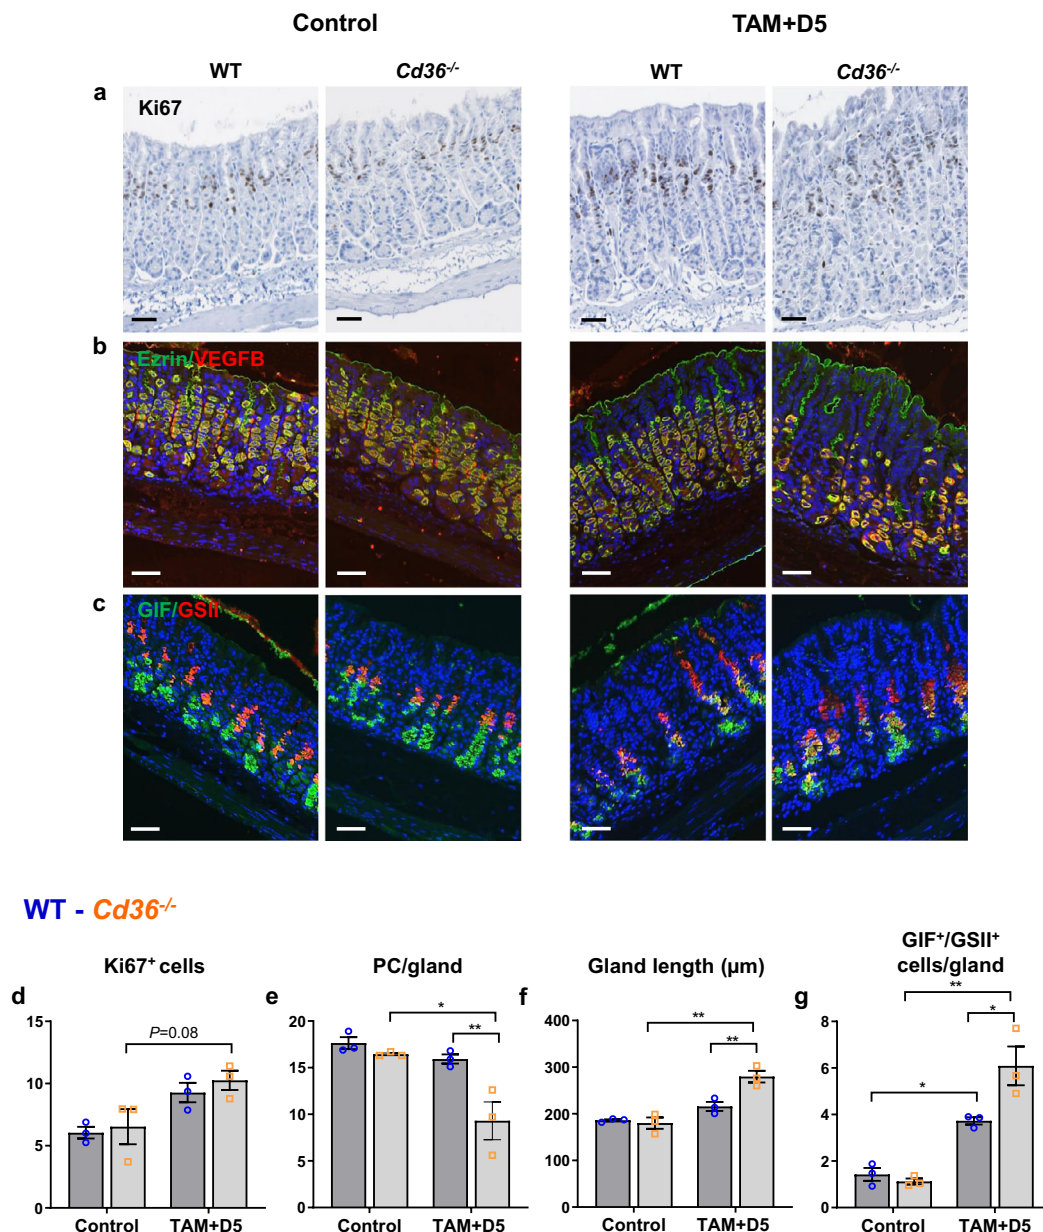 Control TAM+D5
WT Cd36-/- WT Cd36-/-
a
Ki67
b
Ezrin/VEGFB
c
GIF/GSII
WT - Cd36-/-
d
Ki67+ cells
P=0.08
15
10
5
0
Control TAM+D5
e
PC/gland
*
**
20
15
10
5
0
Control TAM+D5
f
Gland length (µm)
**
**
400
300
200
100
0
Control TAM+D5
g
GIF+/GSII+
cells/gland
**
*
*
8
6
4
2
0
Control TAM+D5